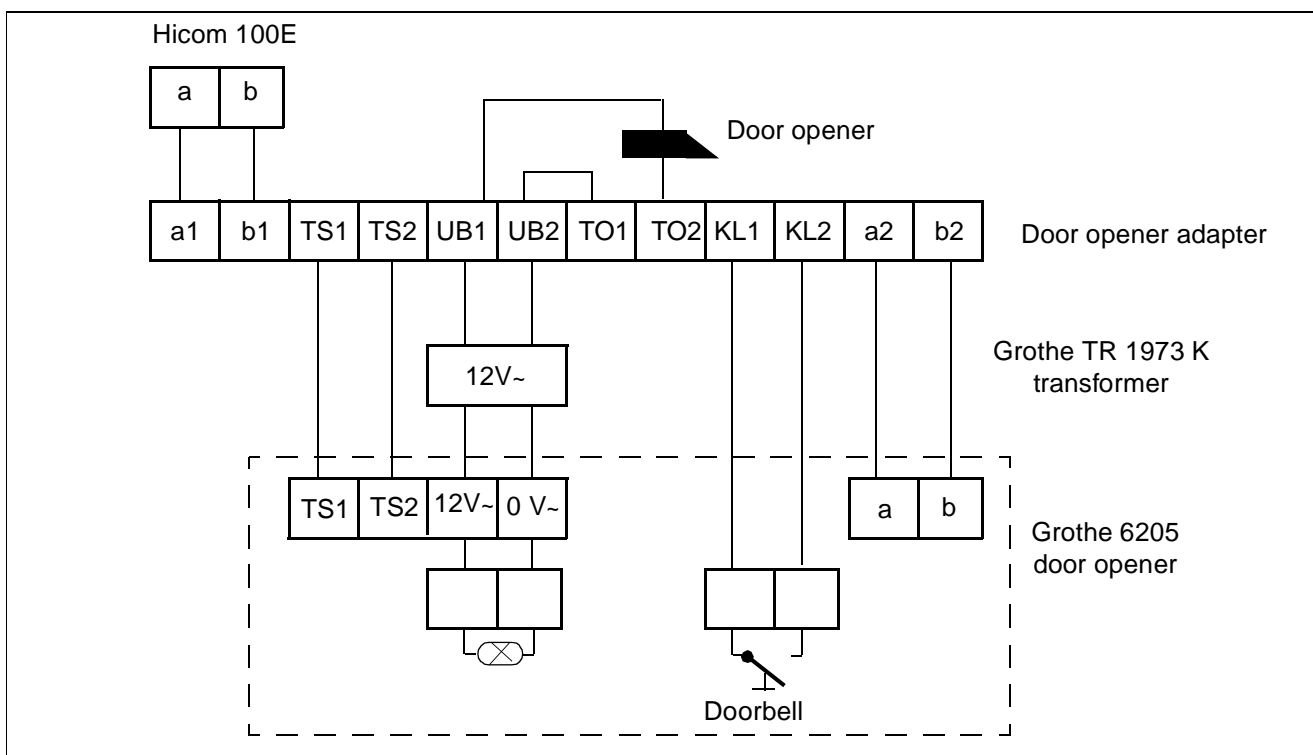 Hicom 100E
a b
Door opener
a1 b1 TS1 TS2 UB1 UB2 TO1 TO2 KL1 KL2 a2 b2
Door opener adapter
Grothe TR 1973 K
transformer
12V~
TS1 TS2 12V~ 0 V~
a b
Grothe 6205
door opener
Doorbell